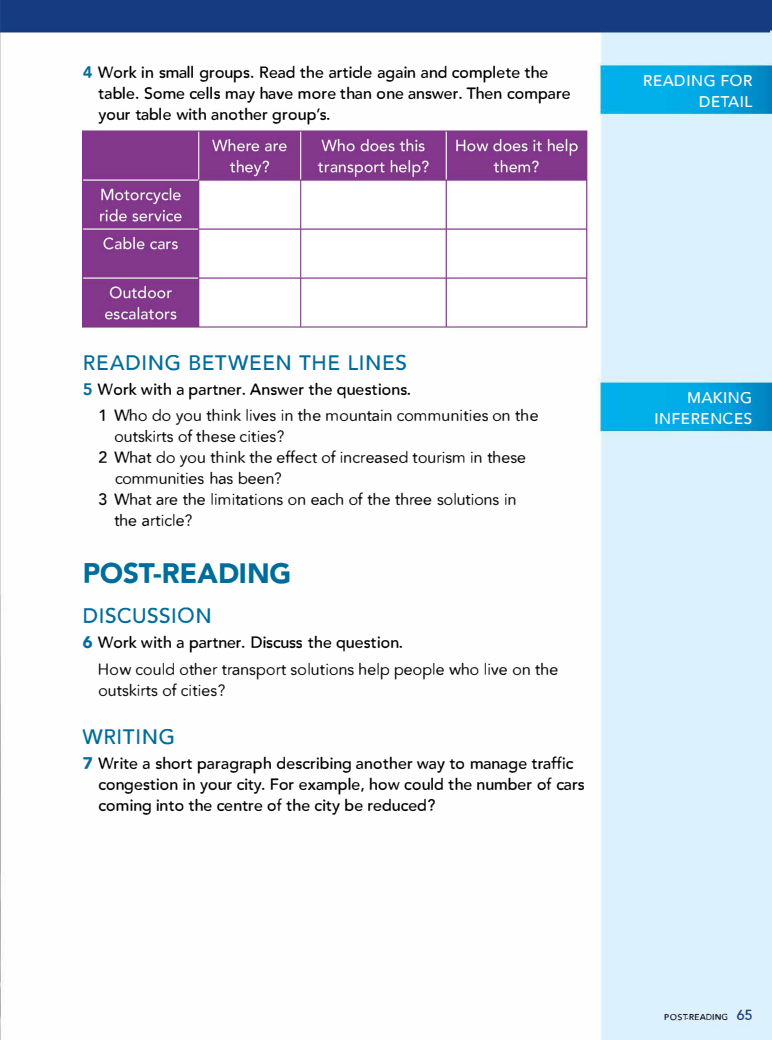 4 Work in small groups. Read the article again and complete the
table. Some cells may have more than one answer. Then compare
your table with another group's.
READING FOR
DETAIL
Where are
they?
Who does this
transport help?
How does it help
them?
Motorcycle
ride service
Cable cars
Outdoor
escalators
READING BETWEEN THE LINES
5 Work with a partner. Answer the questions.
MAKING
INFERENCES
1 Who do you think lives in the mountain communities on the
outskirts of these cities?
2 What do you think the effect of increased tourism in these
communities has been?
3 What are the limitations on each of the three solutions in
the article?
POST-READING
DISCUSSION
6 Work with a partner. Discuss the question.
How could other transport solutions help people who live on the
outskirts of cities?
WRITING
7 Write a short paragraph describing another way to manage traffic
congestion in your city. For example, how could the number of cars
coming into the centre of the city be reduced?
POST-READING 65